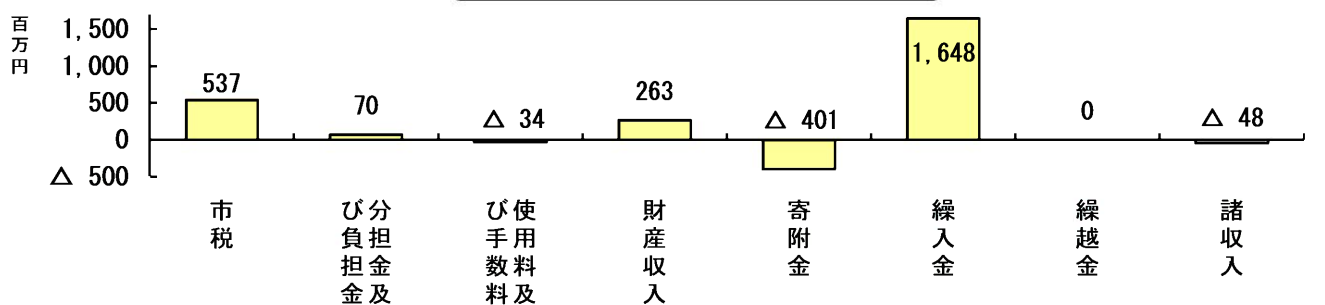 百万円
1,500
1,000
500
0
△ 500
537
70
△ 34
263
△ 401
1,648
0
△ 48
市税
分担金及
び負担金
使用料及
び手数料
財産収入
寄附金
繰入金
繰越金
諸収入